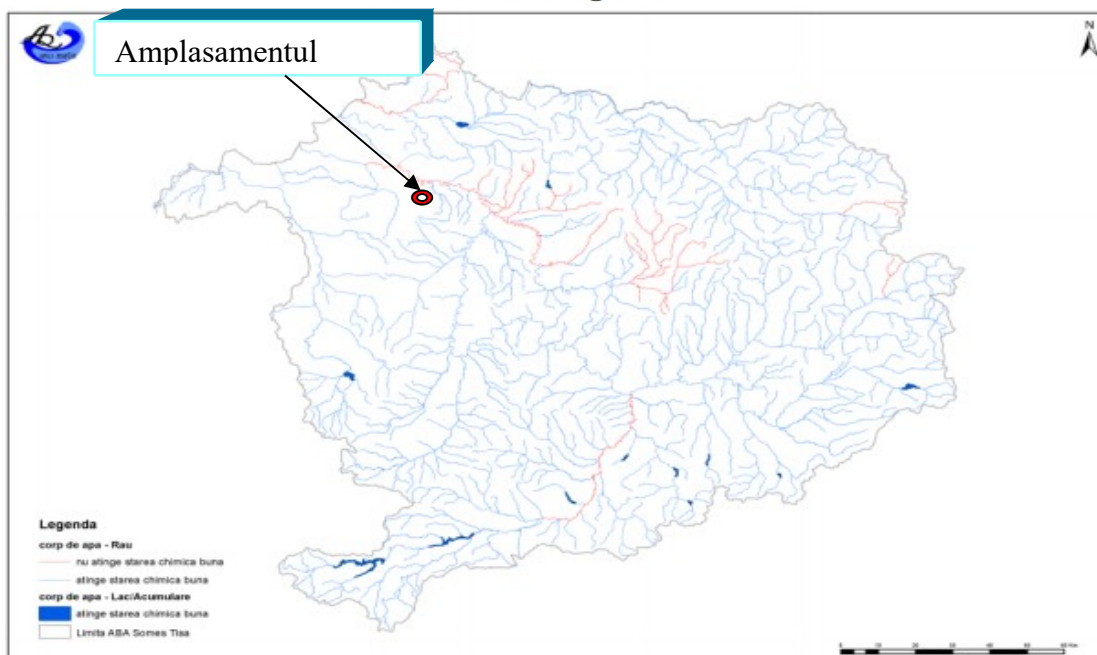 Amplasamentul
N
Legenda
corp de apa - Rau
nu atinge starea chimica buna
atinge starea chimica buna
corp de apa - Lac/Acumulare
atinge starea chimica buna
Limita ABA Somes Tisa